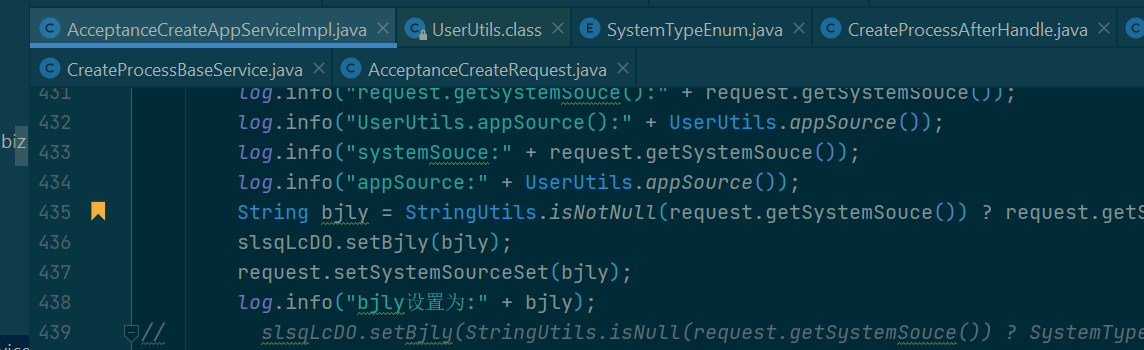 AcceptanceCreateAppServiceImpl.java UserUtils.class SystemTypeEnum.java CreateProcessAfterHandle.java
CreateProcessBaseService.java AcceptanceCreateRequest.java
431 log.info("request.getSystemSouce():" + request.getSystemSouce());
432 log.info("UserUtils.appSource():" + UserUtils.appSource());
biz
433 log.info("systemSouce:" + request.getSystemSouce());
434 log.info("appSource:" + UserUtils.appSource());
435 String bjly = StringUtils.isNotNull(request.getSystemSouce()) ? request.getS
436 slsqLcDO.setBjly(bjly);
437 request.setSystemSourceSet(bjly);
438 log.info("bjly设置为:" + bjly);
439 // slsqLcDO.setBjly(StringUtils.isNull(request.getSystemSouce()) ? SystemType